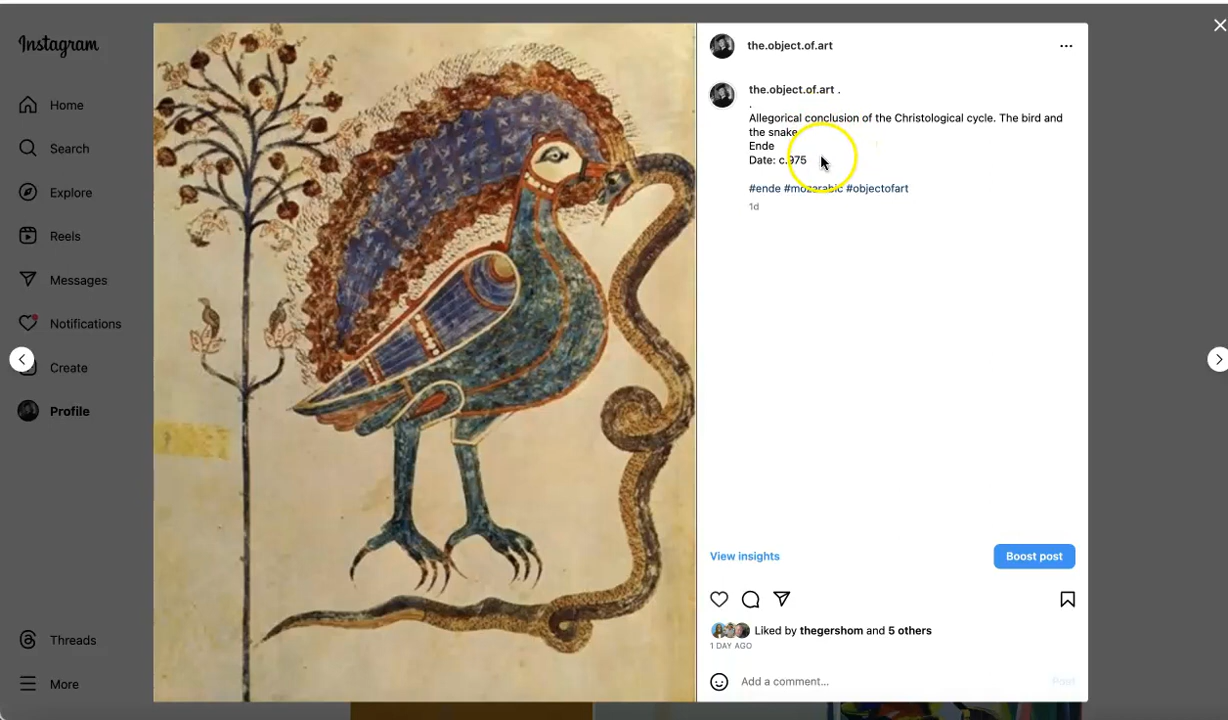 Instagram
Home
Search
Explore
Reels
Messages
Notifications
Create
Profile
Threads
More
the.object.of.art
the.object.of.art .
.
Allegorical conclusion of the Christological cycle. The bird and
the snake
Ende
Date: c.975
#ende #mozarabic #objectofart
1d
View insights
Boost post
Liked by thegershom and 5 others
1 DAY AGO
Add a comment...
Post